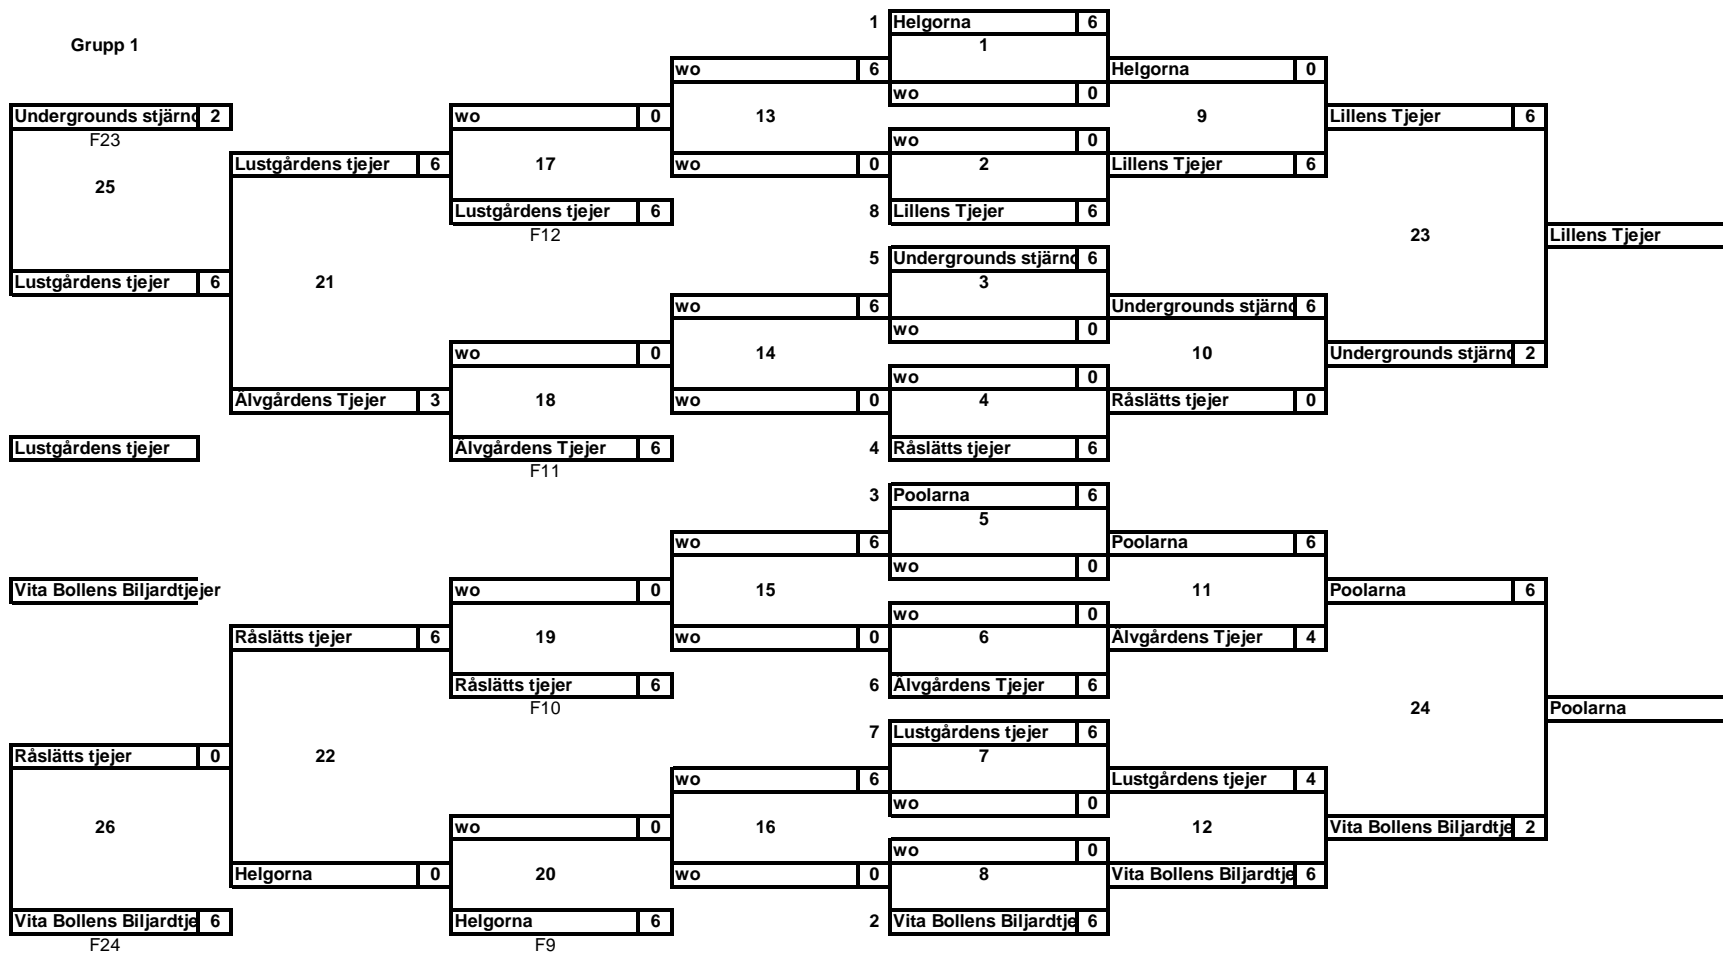 1 Helgorna 6
Grupp 1 1
wo 6 Helgorna 0
wo 0
Undergrounds stjärno 2 wo 0 13 9 Lillens Tjejer 6
F23 wo 0
Lustgårdens tjejer 6 17 wo 0 2 Lillens Tjejer 6
25
Lustgårdens tjejer 6 8 Lillens Tjejer 6
F12 23 Lillens Tjejer
5 Undergrounds stjärno 6
Lustgårdens tjejer 6 21 3
wo 6 Undergrounds stjärno 6
wo 0
wo 0 14 10 Undergrounds stjärno 2
wo 0
Älvgårdens Tjejer 3 18 wo 0 4 Råslätts tjejer 0
Lustgårdens tjejer Älvgårdens Tjejer 6 4 Råslätts tjejer 6
F11
3 Poolarna 6
5
wo 6 Poolarna 6
wo 0
Vita Bollens Biljardtjejer wo 0 15 11 Poolarna 6
wo 0
Råslätts tjejer 6 19 wo 0 6 Älvgårdens Tjejer 4
Råslätts tjejer 6 6 Älvgårdens Tjejer 6
F10 24 Poolarna
7 Lustgårdens tjejer 6
Råslätts tjejer 0 22 7
wo 6 Lustgårdens tjejer 4
wo 0
26 wo 0 16 12 Vita Bollens Biljardtje 2
wo 0
Helgorna 0 20 wo 0 8 Vita Bollens Biljardtje 6
Vita Bollens Biljardtje 6 Helgorna 6 2 Vita Bollens Biljardtje 6
F24 F9